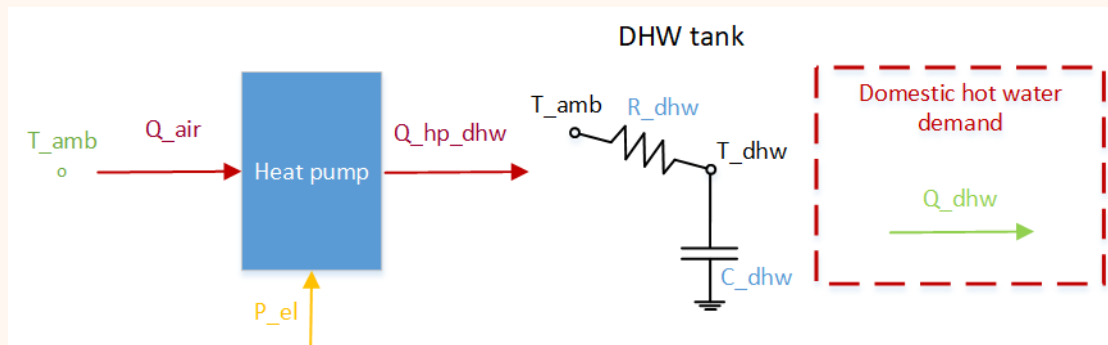 DHW tank
T_amb
Q_air
Heat pump
Q_hp_dhw
P_el
T_amb
R_dhw
T_dhw
C_dhw
Domestic hot water
demand
Q_dhw